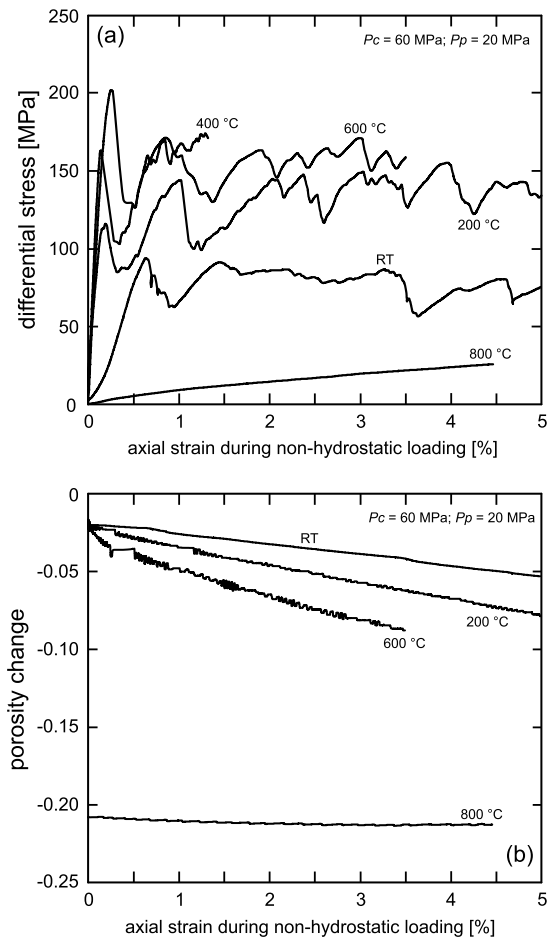 (a)
Pc = 60 MPa; Pp = 20 MPa
250
200
150
100
50
0
differential stress [MPa]
400 °C
600 °C
200 °C
RT
800 °C
0 1 2 3 4 5
axial strain during non-hydrostatic loading [%]
Pc = 60 MPa; Pp = 20 MPa
0
-0.05
-0.10
-0.15
-0.20
-0.25
porosity change
RT
200 °C
600 °C
800 °C
(b)
0 1 2 3 4 5
axial strain during non-hydrostatic loading [%]